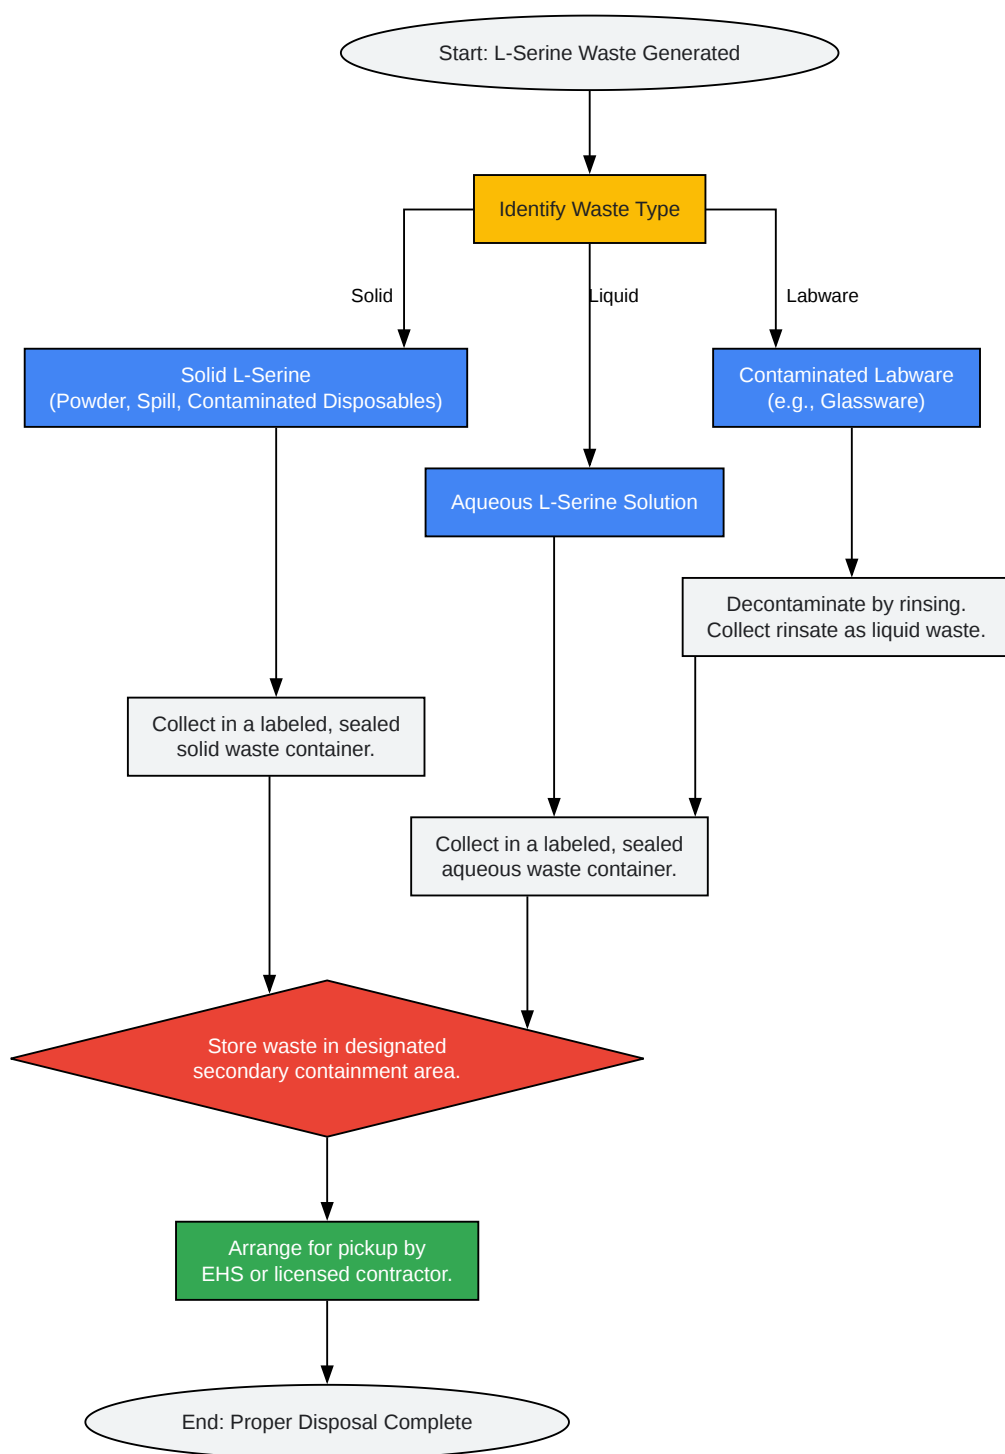 Start: L-Serine Waste Generated
Identify Waste Type
Solid
Liquid
Labware
Solid L-Serine
(Powder, Spill, Contaminated Disposables)
Contaminated Labware
(e.g., Glassware)
Aqueous L-Serine Solution
Decontaminate by rinsing.
Collect rinsate as liquid waste.
Collect in a labeled, sealed
solid waste container.
Collect in a labeled, sealed
aqueous waste container.
Store waste in designated
secondary containment area.
Arrange for pickup by
EHS or licensed contractor.
End: Proper Disposal Complete